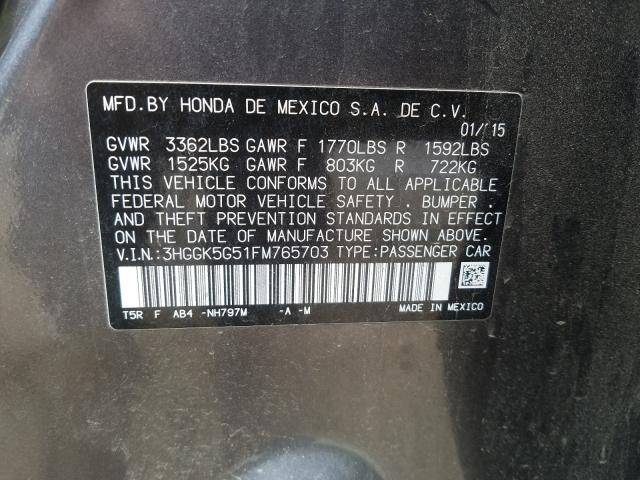 MFD.BY HONDA DE MEXICO S.A. DE C.V.
01/15
GVWR 3362LBS GAWR F 1770LBS R 1592LBS
GVWR 1525KG GAWR F 803KG R 722KG
THIS VEHICLE CONFORMS TO ALL APPLICABLE
FEDERAL MOTOR VEHICLE SAFETY . BUMPER .
AND THEFT PREVENTION STANDARDS IN EFFECT
ON THE DATE OF MANUFACTURE SHOWN ABOVE.
V.I.N.:3HGGK5G51FM765703 TYPE:PASSENGER CAR
T5R F AB4 -NH797M -A -M MADE IN MEXICO